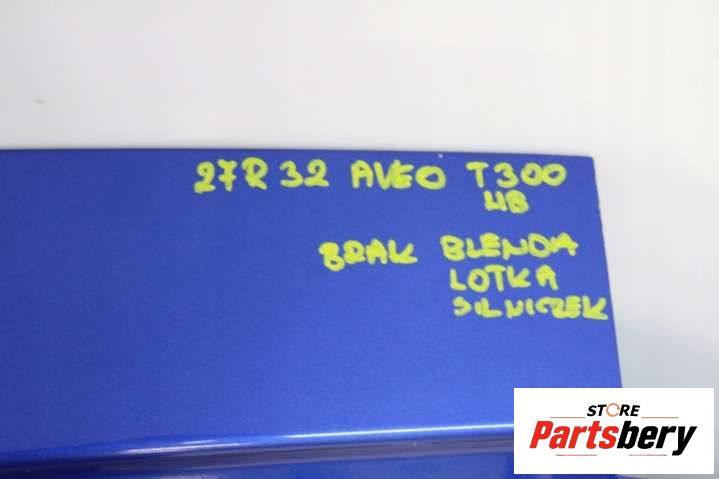 27R 32 AVEO T300
HB
BRAK BLENDA
LOTKA
SILNICZEK
STORE
Partsbery